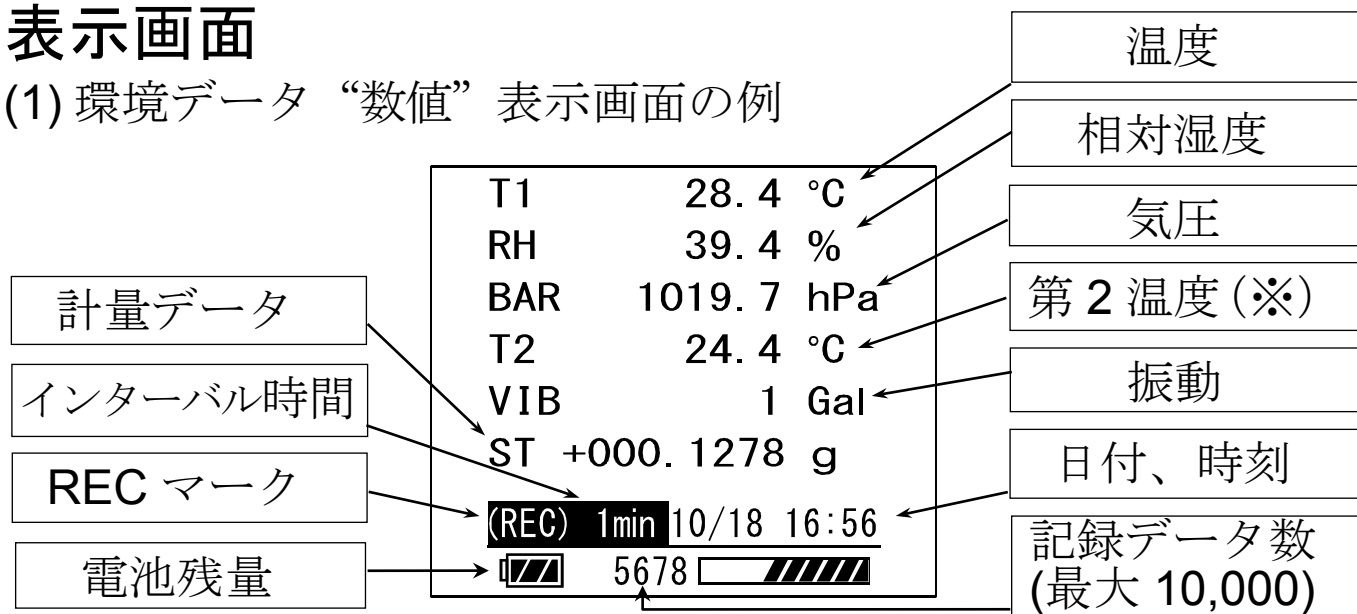 表示画面
(1) 環境データ “数値” 表示画面の例
温度
相対湿度
気圧
第 2 温度(※)
振動
日付、時刻
記録データ数
(最大 10,000)
計量データ
インターバル時間
REC マーク
電池残量
T1 28.4 °C
RH 39.4 %
BAR 1019.7 hPa
T2 24.4 °C
VIB 1 Gal
ST +000.1278 g
(REC) 1min 10/18 16:56
5678